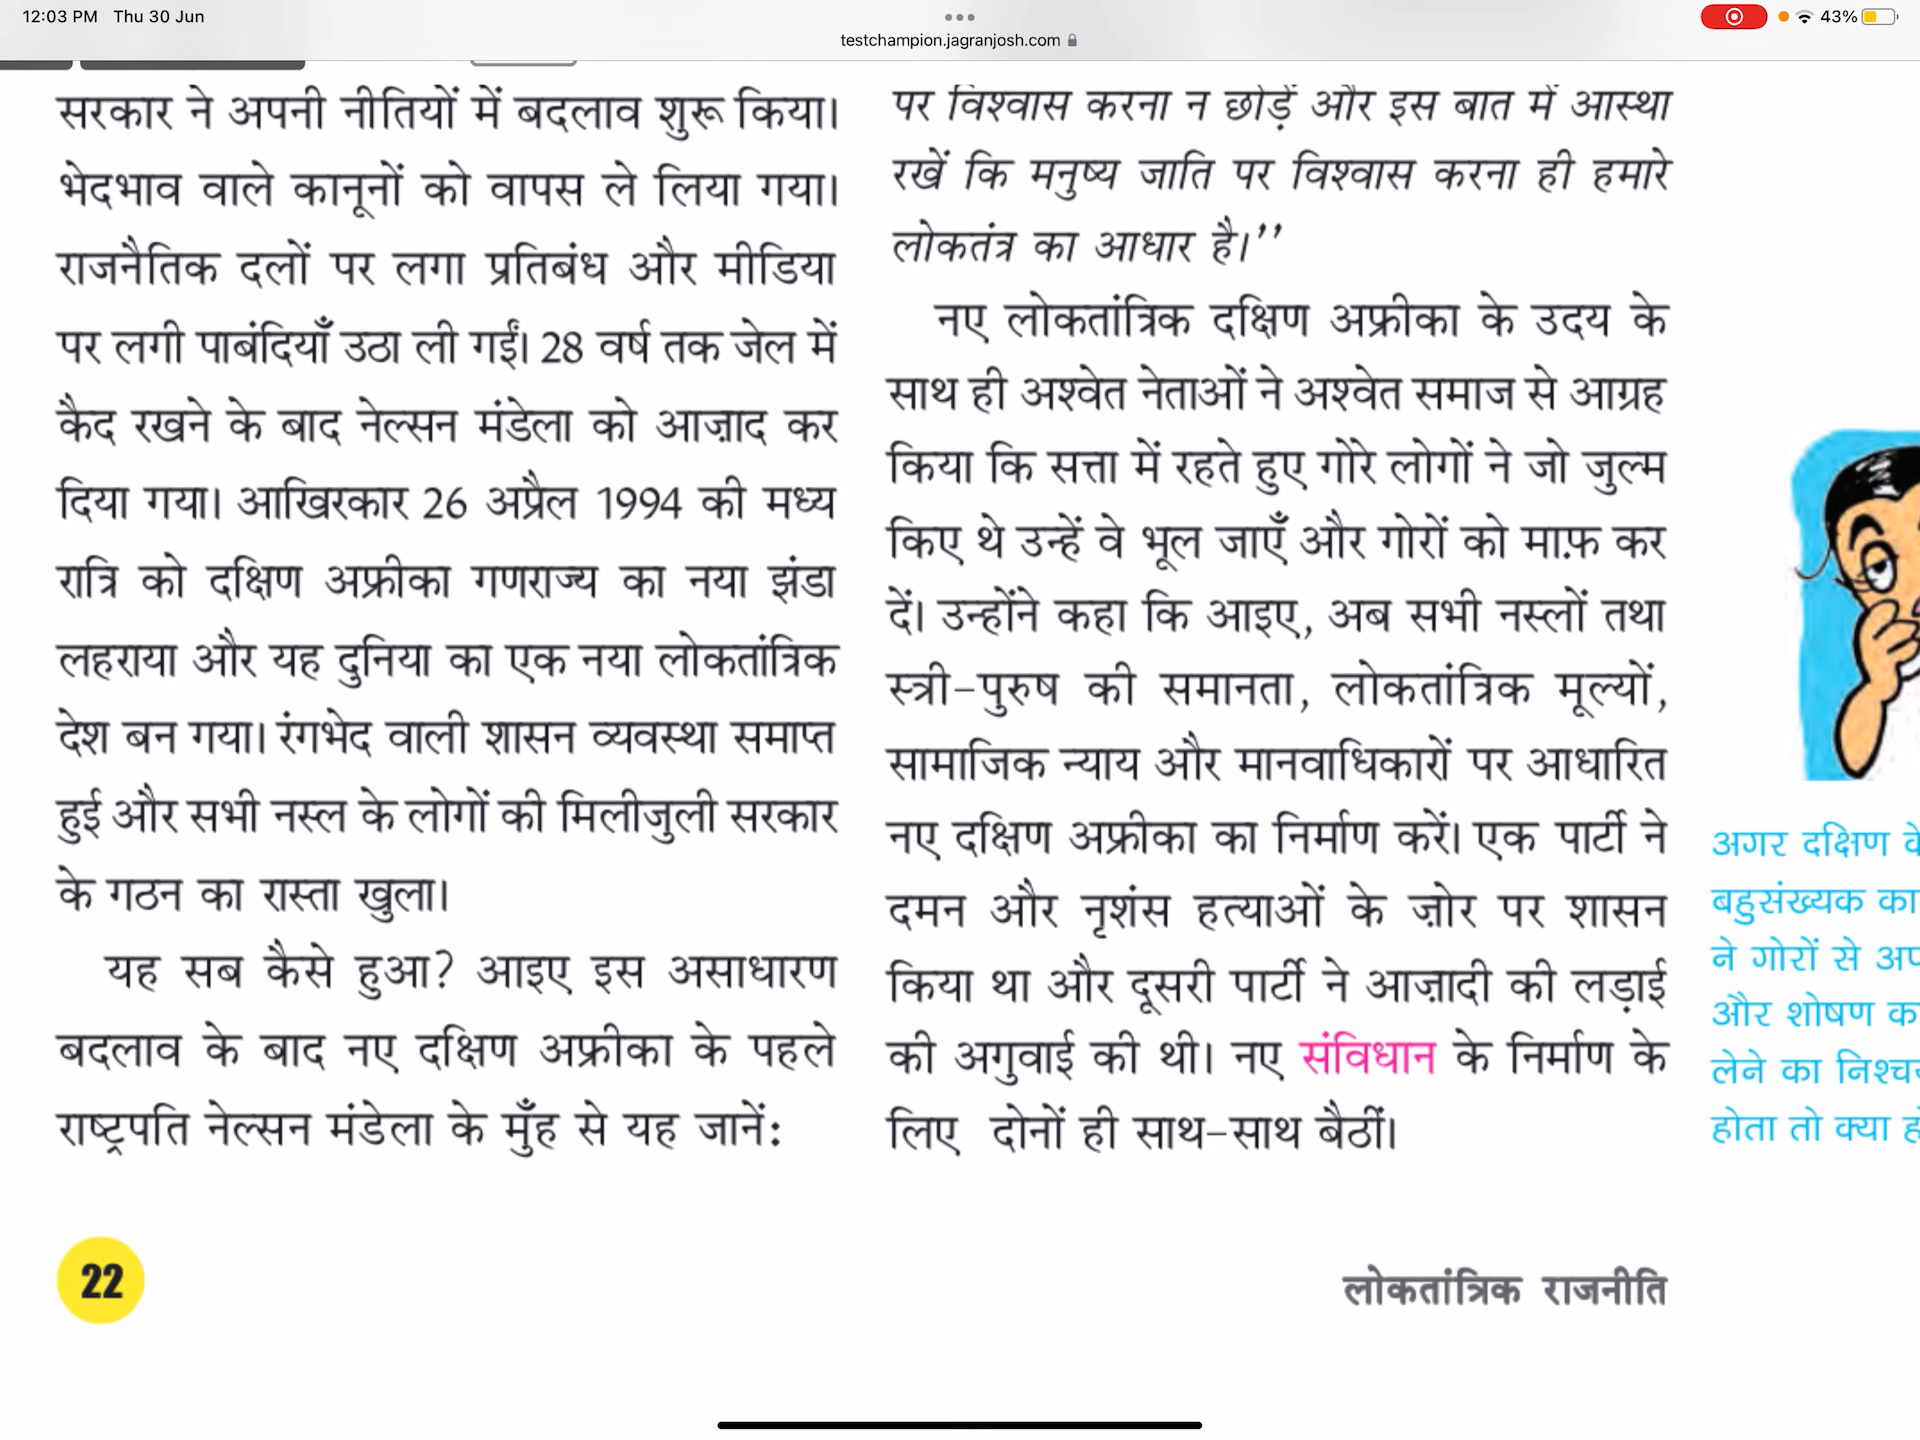 12:03 PM Thu 30 Jun
testchampion.jagranjosh.com
43%
सरकार ने अपनी नीतियों में बदलाव शुरू किया।
भेदभाव वाले कानूनों को वापस ले लिया गया।
राजनैतिक दलों पर लगा प्रतिबंध और मीडिया
पर लगी पाबंदियाँ उठा ली गईं। 28 वर्ष तक जेल में
कैद रखने के बाद नेल्सन मंडेला को आज़ाद कर
दिया गया। आखिरकार 26 अप्रैल 1994 की मध्य
रात्रि को दक्षिण अफ्रीका गणराज्य का नया झंडा
लहराया और यह दुनिया का एक नया लोकतांत्रिक
देश बन गया। रंगभेद वाली शासन व्यवस्था समाप्त
हुई और सभी नस्ल के लोगों की मिलीजुली सरकार
के गठन का रास्ता खुला।
यह सब कैसे हुआ? आइए इस असाधारण
बदलाव के बाद नए दक्षिण अफ्रीका के पहले
राष्ट्रपति नेल्सन मंडेला के मुँह से यह जानें:
पर विश्वास करना न छोड़ें और इस बात में आस्था
रखें कि मनुष्य जाति पर विश्वास करना ही हमारे
लोकतंत्र का आधार है।’’
नए लोकतांत्रिक दक्षिण अफ्रीका के उदय के
साथ ही अश्वेत नेताओं ने अश्वेत समाज से आग्रह
किया कि सत्ता में रहते हुए गोरे लोगों ने जो जुल्म
किए थे उन्हें वे भूल जाएँ और गोरों को माफ़ कर
दें। उन्होंने कहा कि आइए, अब सभी नस्लों तथा
स्त्री-पुरुष की समानता, लोकतांत्रिक मूल्यों,
सामाजिक न्याय और मानवाधिकारों पर आधारित
नए दक्षिण अफ्रीका का निर्माण करें। एक पार्टी ने
दमन और नृशंस हत्याओं के ज़ोर पर शासन
किया था और दूसरी पार्टी ने आज़ादी की लड़ाई
की अगुवाई की थी। नए संविधान के निर्माण के
लिए दोनों ही साथ-साथ बैठीं।
अगर दक्षिण
बहुसंख्यक का
ने गोरों से
और शोषण
लेने का
होता तो क्या
22
लोकतांत्रिक राजनीति